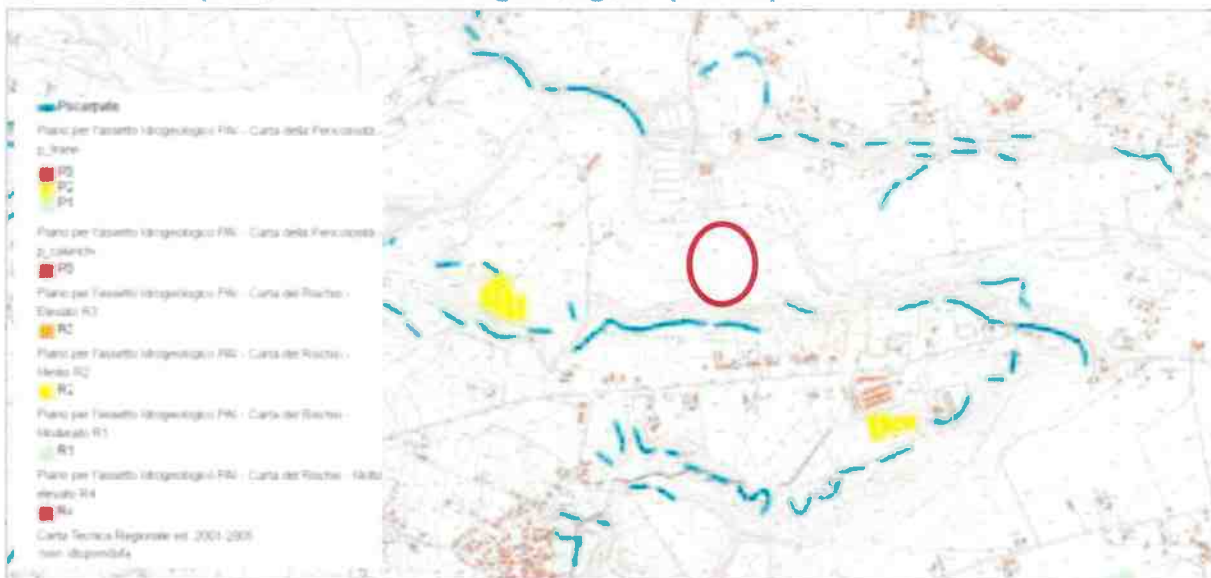 Pscarpate
Piano per l'assetto Idrogeologico PAI - Carta della Pericolosità -
p_frane
P3
P2
P1
Piano per l'assetto Idrogeologico PAI - Carta della Pericolosità -
p_calanchi
P3
Piano per l'assetto Idrogeologico PAI - Carta del Rischio -
Elevato R3
Piano per l'assetto Idrogeologico PAI - Carta del Rischio -
Medio R2
R2
Piano per l'assetto Idrogeologico PAI - Carta del Rischio -
Moderato R1
R1
Piano per l'assetto Idrogeologico PAI - Carta del Rischio - Molto
elevato R4
R4
Carta Tecnica Regionale ed. 2001-2005
non disponibile